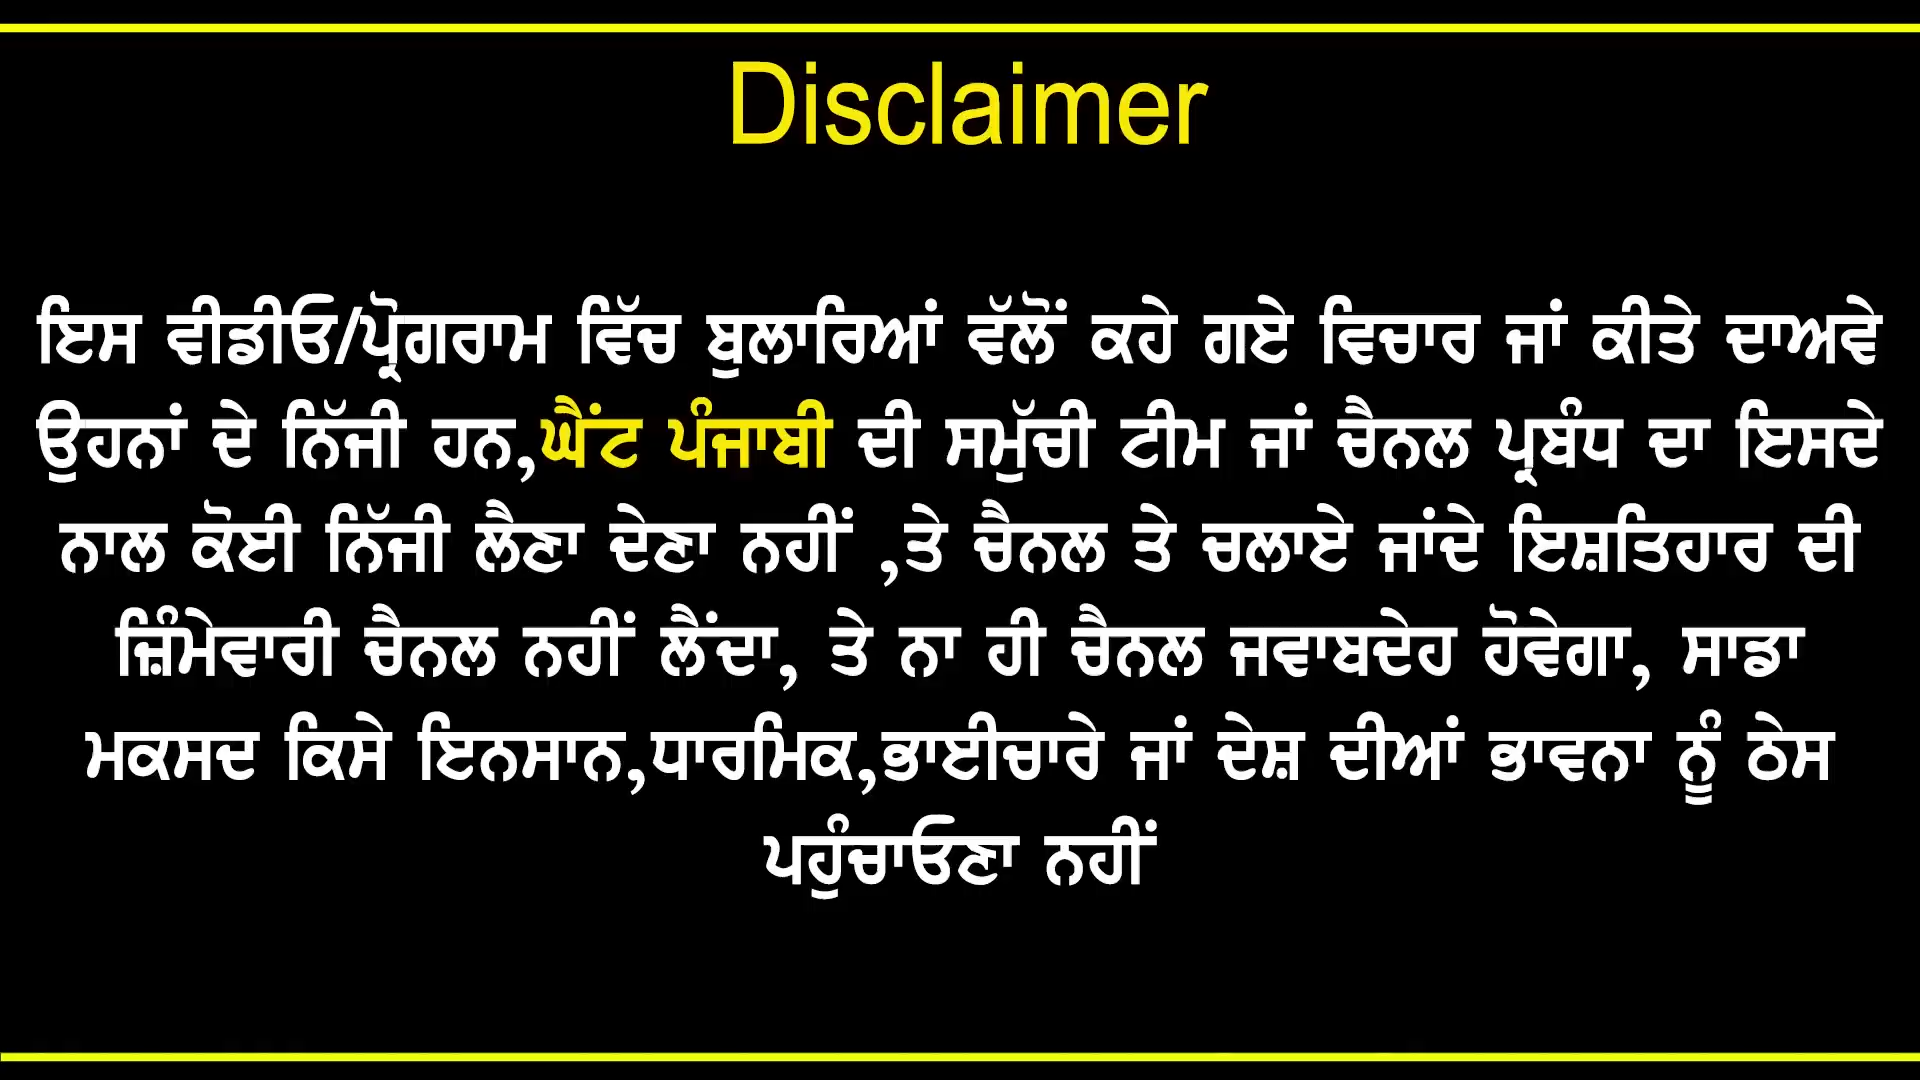 Disclaimer
ਇਸ ਵੀਡੀਓ/ਪ੍ਰੋਗਰਾਮ ਵਿੱਚ ਬੁਲਾਰਿਆਂ ਵੱਲੋਂ ਕਹੇ ਗਏ ਵਿਚਾਰ ਜਾਂ ਕੀਤੇ ਦਾਅਵੇ
ਉਹਨਾਂ ਦੇ ਨਿੱਜੀ ਹਨ,ਘੈਂਟ ਪੰਜਾਬੀ ਦੀ ਸਮੁੱਚੀ ਟੀਮ ਜਾਂ ਚੈਨਲ ਪ੍ਰਬੰਧ ਦਾ ਇਸਦੇ
ਨਾਲ ਕੋਈ ਨਿੱਜੀ ਲੈਣਾ ਦੇਣਾ ਨਹੀਂ ,ਤੇ ਚੈਨਲ ਤੇ ਚਲਾਏ ਜਾਂਦੇ ਇਸ਼ਤਿਹਾਰ ਦੀ
ਜ਼ਿੰਮੇਵਾਰੀ ਚੈਨਲ ਨਹੀਂ ਲੈਂਦਾ, ਤੇ ਨਾ ਹੀ ਚੈਨਲ ਜਵਾਬਦੇਹ ਹੋਵੇਗਾ, ਸਾਡਾ
ਮਕਸਦ ਕਿਸੇ ਇਨਸਾਨ,ਧਾਰਮਿਕ,ਭਾਈਚਾਰੇ ਜਾਂ ਦੇਸ਼ ਦੀਆਂ ਭਾਵਨਾ ਨੂੰ ਠੇਸ
ਪਹੁੰਚਾਓਣਾ ਨਹੀਂ